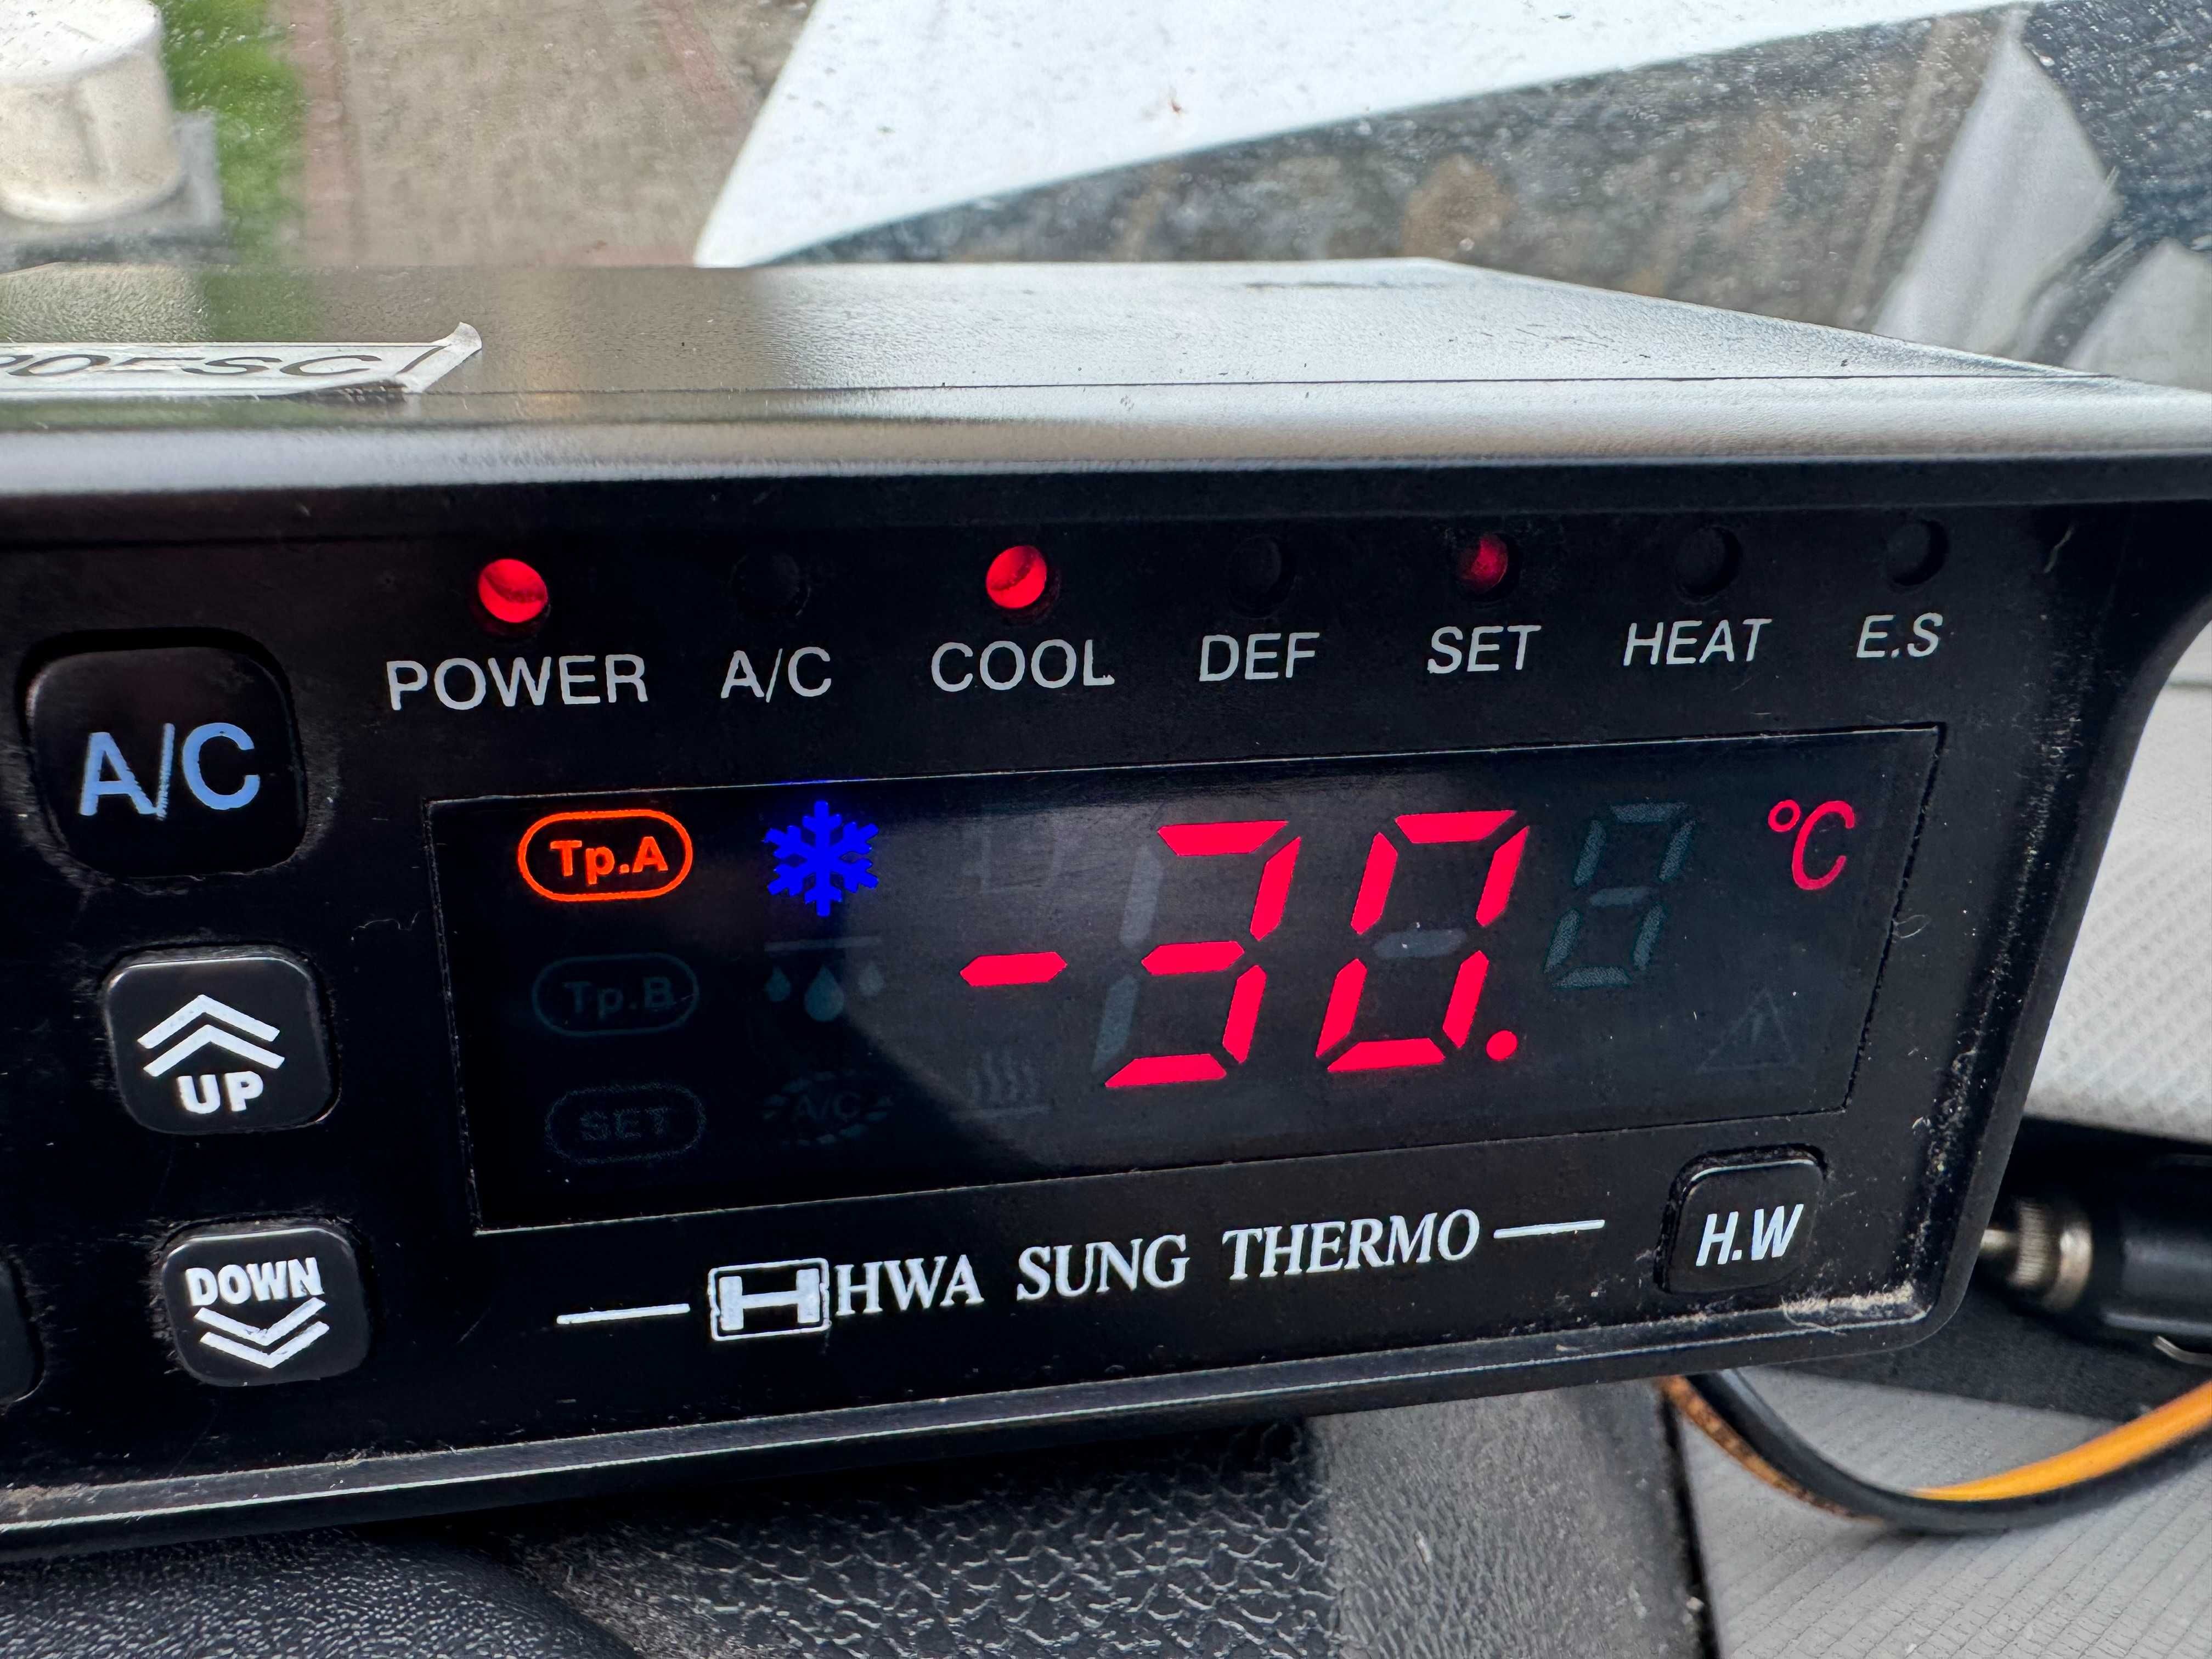 POWER A/C COOL DEF SET HEAT E.S
A/C
Tp.A
-30. °C
Tp.B
SET
A/C
UP
DOWN
HWA SUNG THERMO
H.W